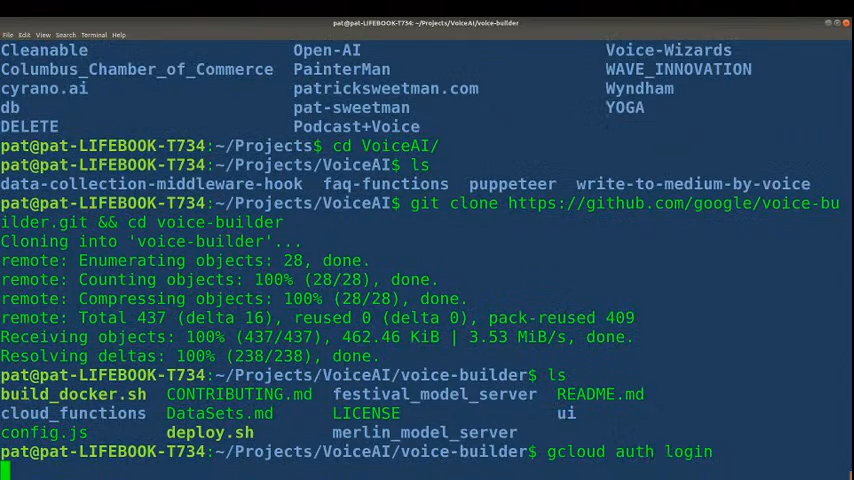 pat@pat-LIFEBOOK-T734: ~/Projects/VoiceAI/voice-builder
File Edit View Search Terminal Help
Cleanable Open-AI Voice-Wizards
Columbus_Chamber_of_Commerce PainterMan WAVE_INNOVATION
cyrano.ai patricksweetman.com Wyndham
db pat-sweetman YOGA
DELETE Podcast+Voice
pat@pat-LIFEBOOK-T734:~/Projects$ cd VoiceAI/
pat@pat-LIFEBOOK-T734:~/Projects/VoiceAI$ ls
data-collection-middleware-hook faq-functions puppeteer write-to-medium-by-voice
pat@pat-LIFEBOOK-T734:~/Projects/VoiceAI$ git clone https://github.com/google/voice-bu
ilder.git && cd voice-builder
Cloning into 'voice-builder'...
remote: Enumerating objects: 28, done.
remote: Counting objects: 100% (28/28), done.
remote: Compressing objects: 100% (28/28), done.
remote: Total 437 (delta 16), reused 0 (delta 0), pack-reused 409
Receiving objects: 100% (437/437), 462.46 KiB | 3.53 MiB/s, done.
Resolving deltas: 100% (238/238), done.
pat@pat-LIFEBOOK-T734:~/Projects/VoiceAI/voice-builder$ ls
build_docker.sh CONTRIBUTING.md festival_model_server README.md
cloud_functions DataSets.md LICENSE ui
config.js deploy.sh merlin_model_server
pat@pat-LIFEBOOK-T734:~/Projects/VoiceAI/voice-builder$ gcloud auth login